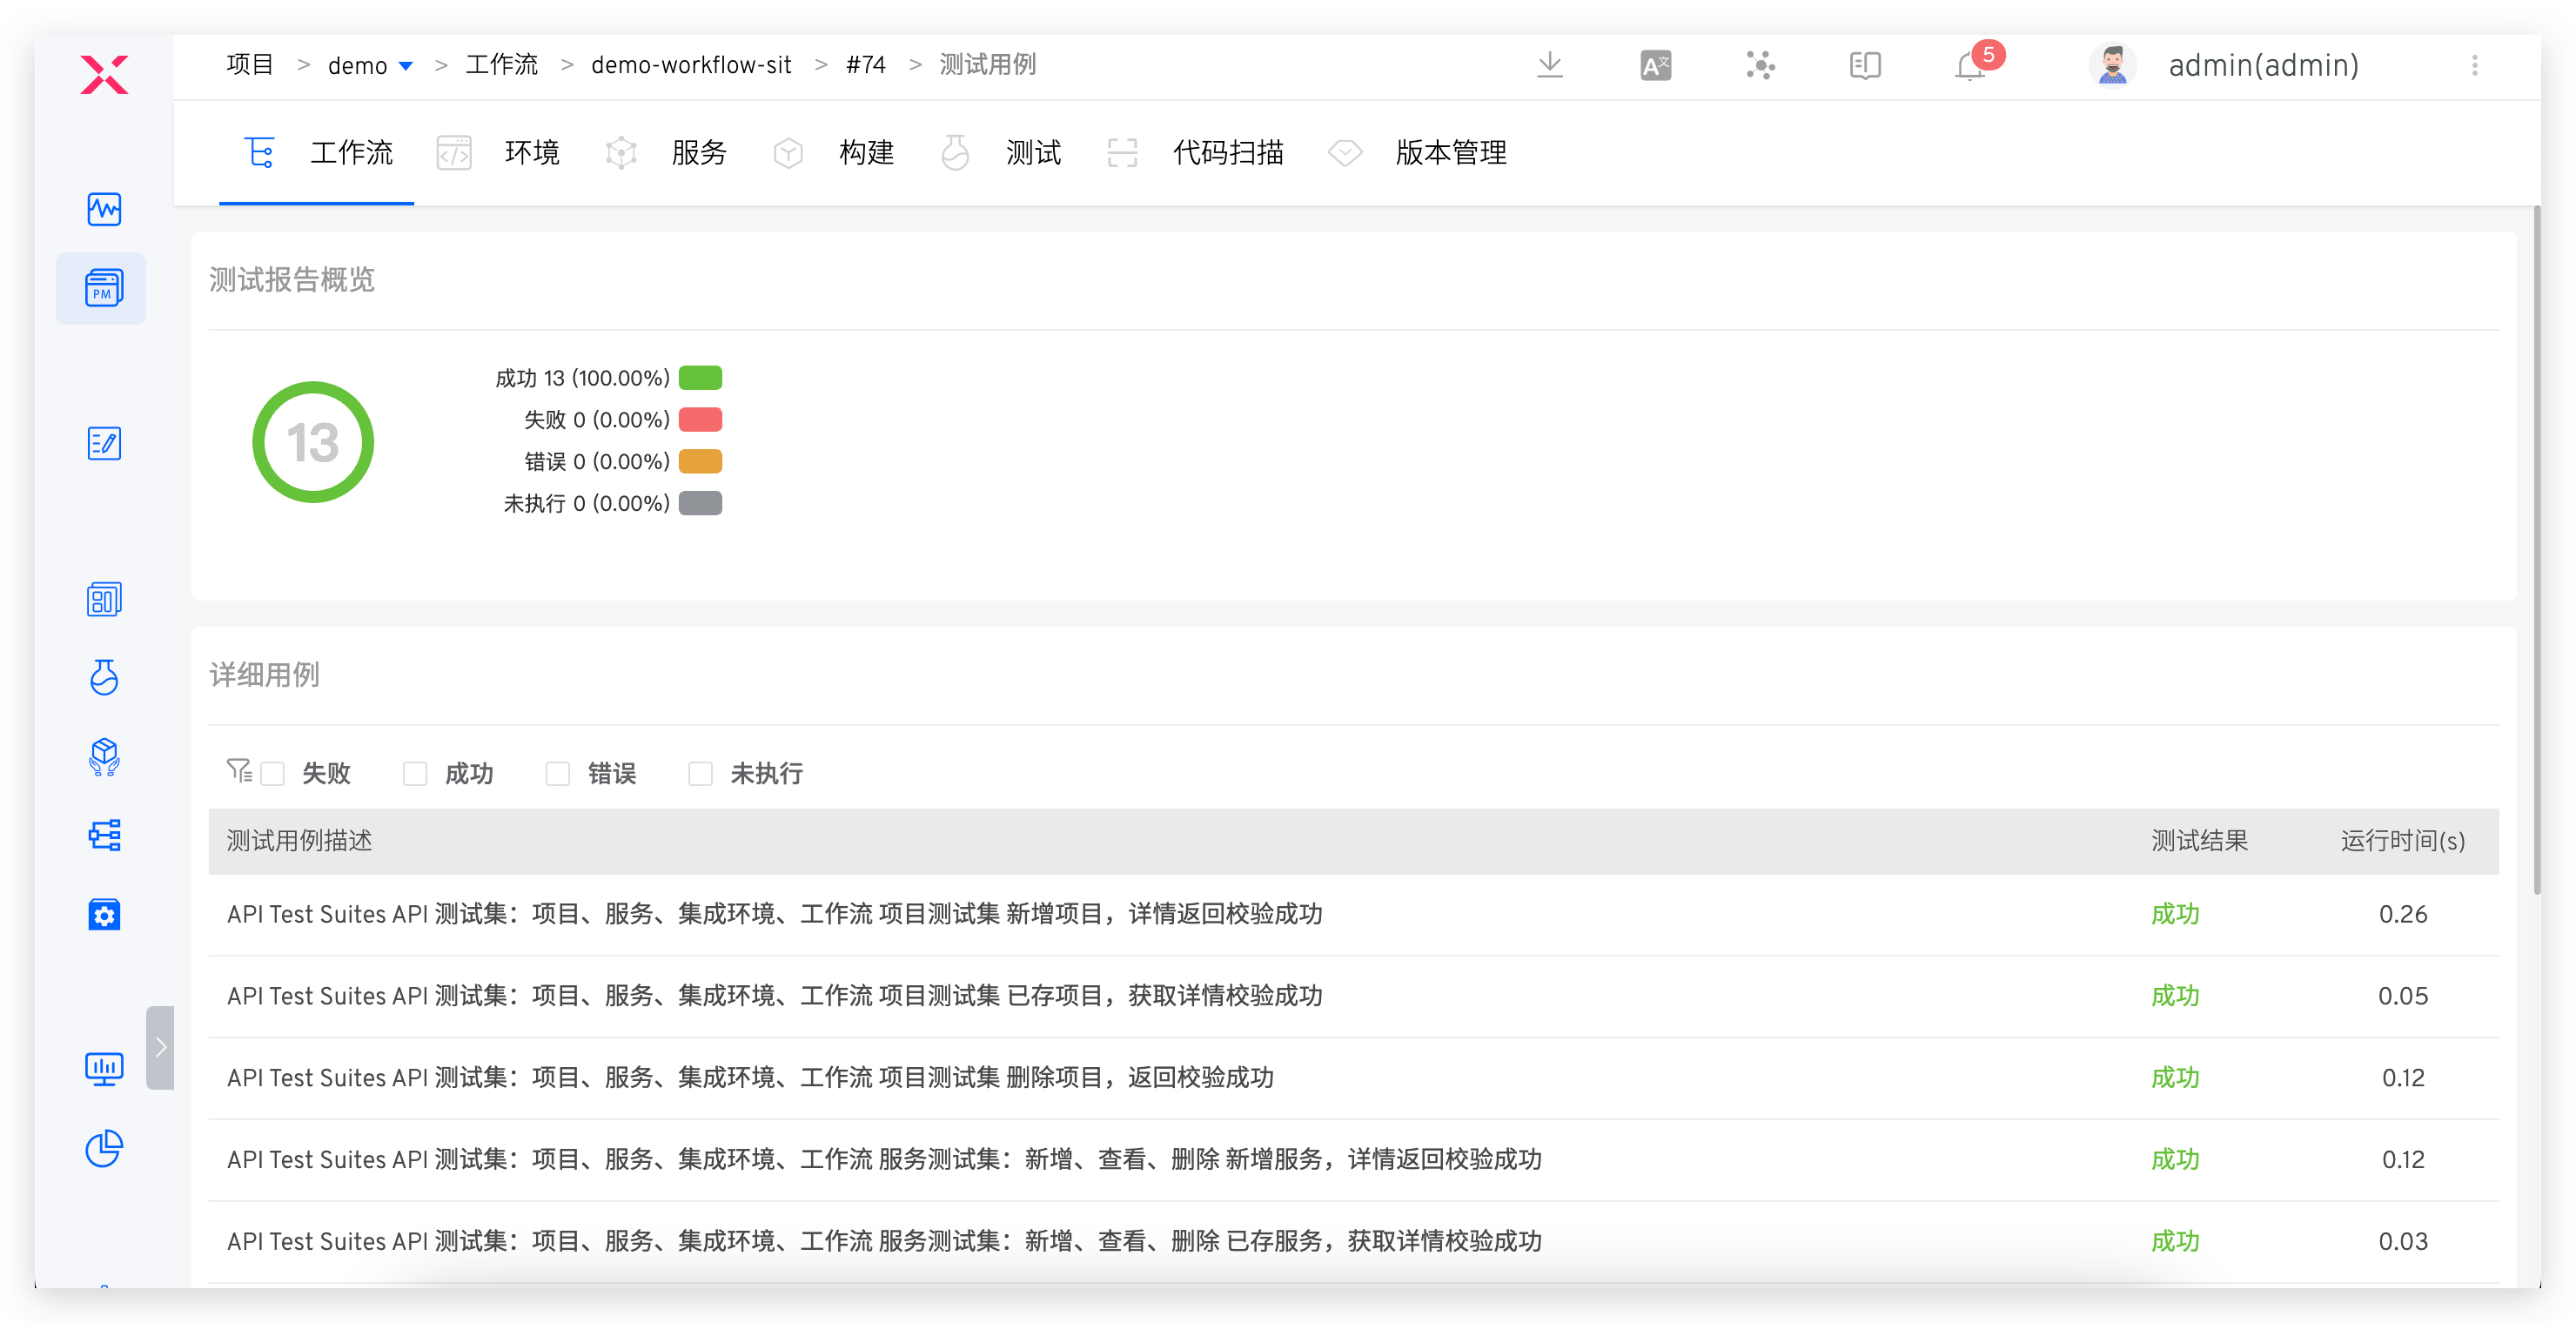 项目 > demo > 工作流 > demo-workflow-sit > #74 > 测试用例
A文
5
admin(admin)
工作流 环境 服务 构建 测试 代码扫描 版本管理
PM
测试报告概览
13
成功 13 (100.00%)
失败 0 (0.00%)
错误 0 (0.00%)
未执行 0 (0.00%)
详细用例
失败 成功 错误 未执行
测试用例描述 测试结果 运行时间(s)
API Test Suites API 测试集：项目、服务、集成环境、工作流 项目测试集 新增项目，详情返回校验成功 成功 0.26
API Test Suites API 测试集：项目、服务、集成环境、工作流 项目测试集 已存项目，获取详情校验成功 成功 0.05
API Test Suites API 测试集：项目、服务、集成环境、工作流 项目测试集 删除项目，返回校验成功 成功 0.12
API Test Suites API 测试集：项目、服务、集成环境、工作流 服务测试集：新增、查看、删除 新增服务，详情返回校验成功 成功 0.12
API Test Suites API 测试集：项目、服务、集成环境、工作流 服务测试集：新增、查看、删除 已存服务，获取详情校验成功 成功 0.03